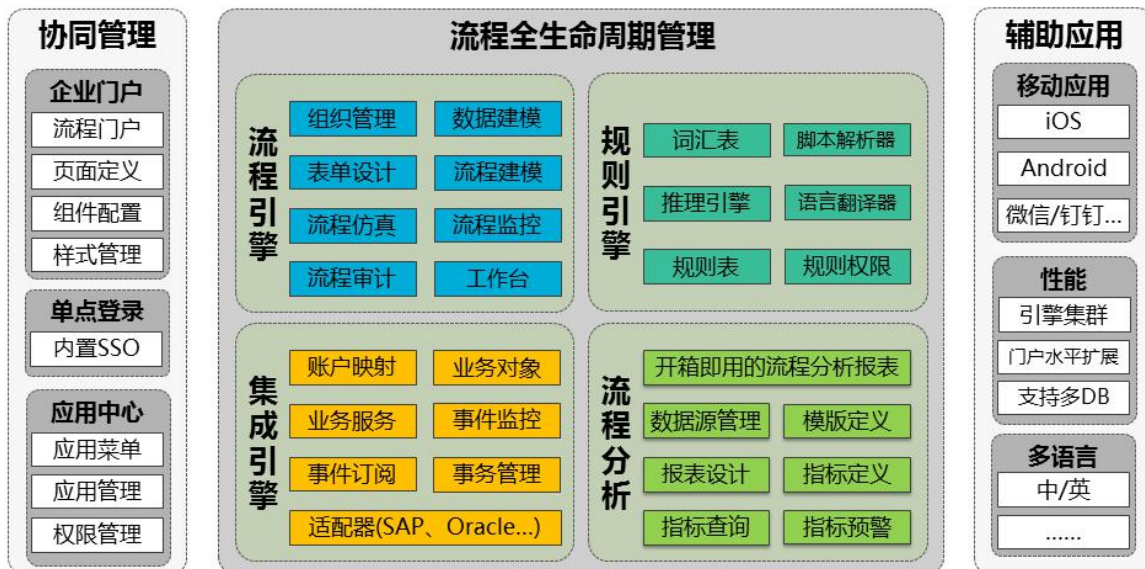 协同管理
企业门户
流程门户
页面定义
组件配置
样式管理
单点登录
内置SSO
应用中心
应用菜单
应用管理
权限管理
流程全生命周期管理
流程引擎
组织管理
数据建模
表单设计
流程建模
流程仿真
流程监控
流程审计
工作台
规则引擎
词汇表
脚本解析器
推理引擎
语言翻译器
规则表
规则权限
集成引擎
账户映射
业务对象
业务服务
事件监控
事件订阅
事务管理
适配器(SAP、Oracle...)
流程分析
开箱即用的流程分析报表
数据源管理
模版定义
报表设计
指标定义
指标查询
指标预警
辅助应用
移动应用
iOS
Android
微信/钉钉...
性能
引擎集群
门户水平扩展
支持多DB
多语言
中/英
......